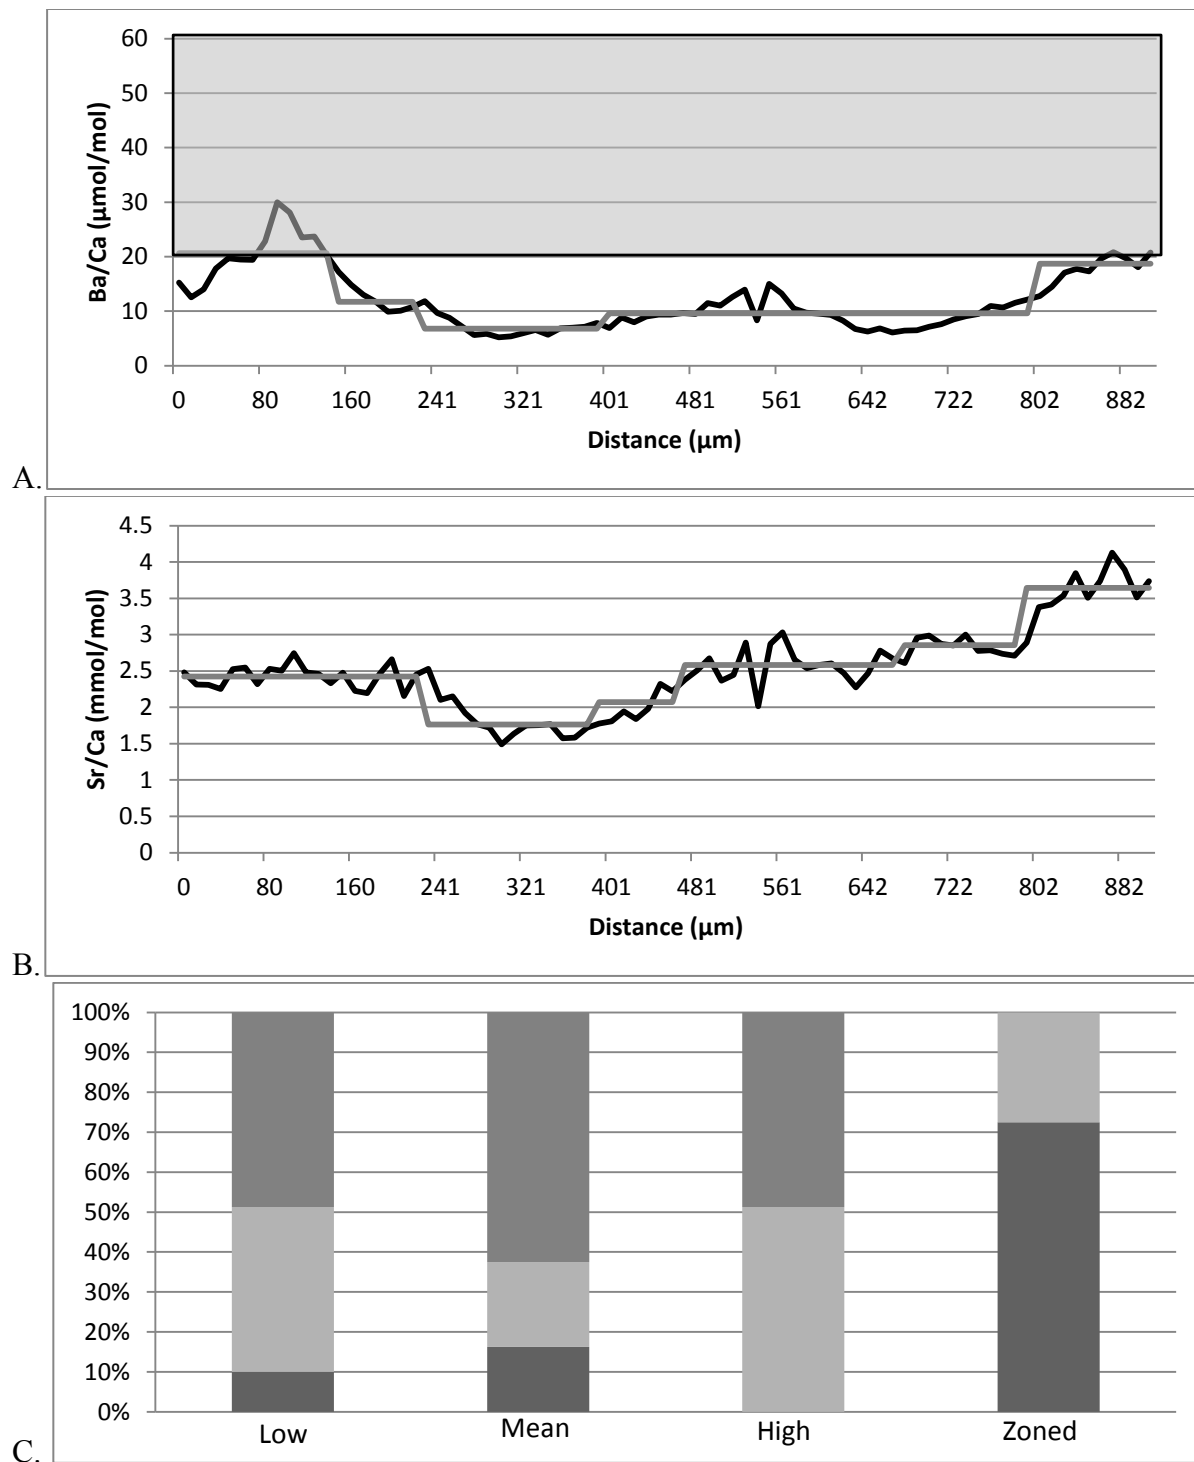 60
50
40
30
20
10
0
Ba/Ca (µmol/mol)
0 80 160 241 321 401 481 561 642 722 802 882
Distance (µm)
A.
4.5
4
3.5
3
2.5
2
1.5
1
0.5
0
Sr/Ca (mmol/mol)
0 80 160 241 321 401 481 561 642 722 802 882
Distance (µm)
B.
100%
90%
80%
70%
60%
50%
40%
30%
20%
10%
0%
Low Mean High Zoned
C.